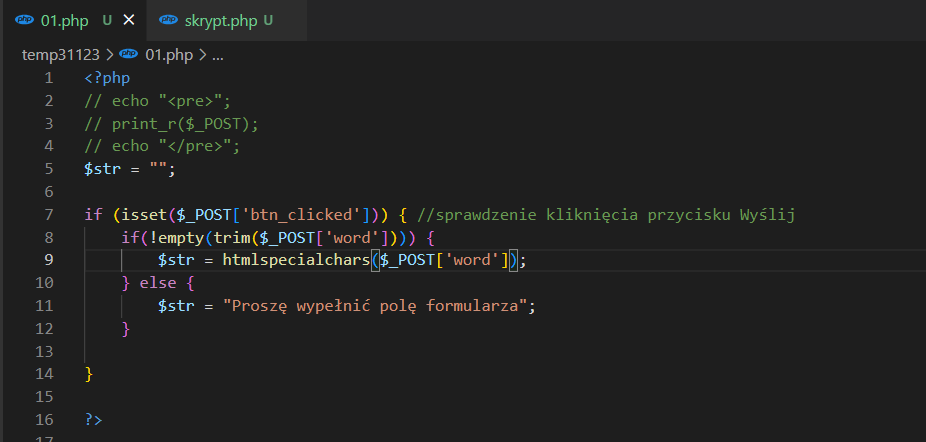 php 01.php U × php skrypt.php U
temp31123 > php 01.php > ...
1 <?php
2 // echo "<pre>";
3 // print_r($_POST);
4 // echo "</pre>";
5 $str = "";
6
7 if (isset($_POST['btn_clicked'])) { //sprawdzenie kliknięcia przycisku Wyślij
8 if(!empty(trim($_POST['word']))) {
9 $str = htmlspecialchars($_POST['word']);
10 } else {
11 $str = "Proszę wypełnić polę formularza";
12 }
13
14 }
15
16 ?>
17